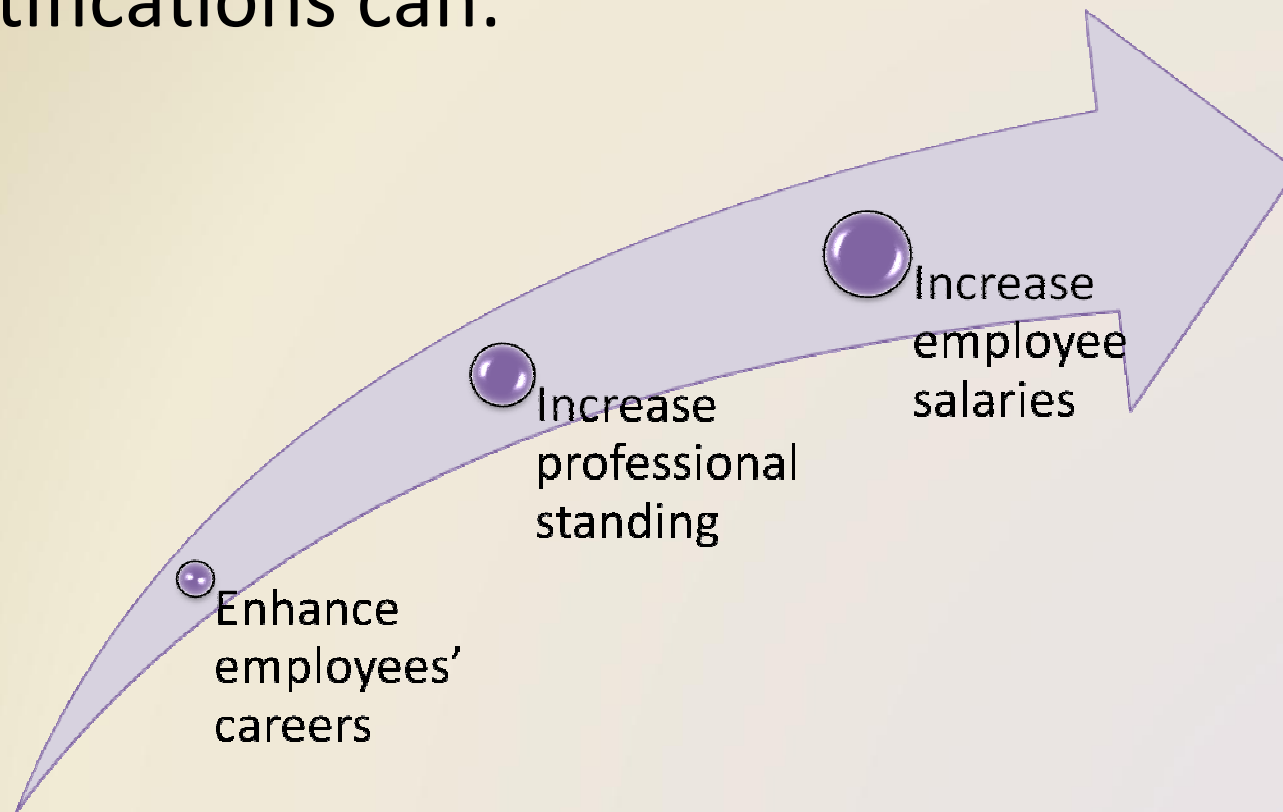 tifications can:
Enhance
employees’
careers
Increase
professional
standing
Increase
employee
salaries